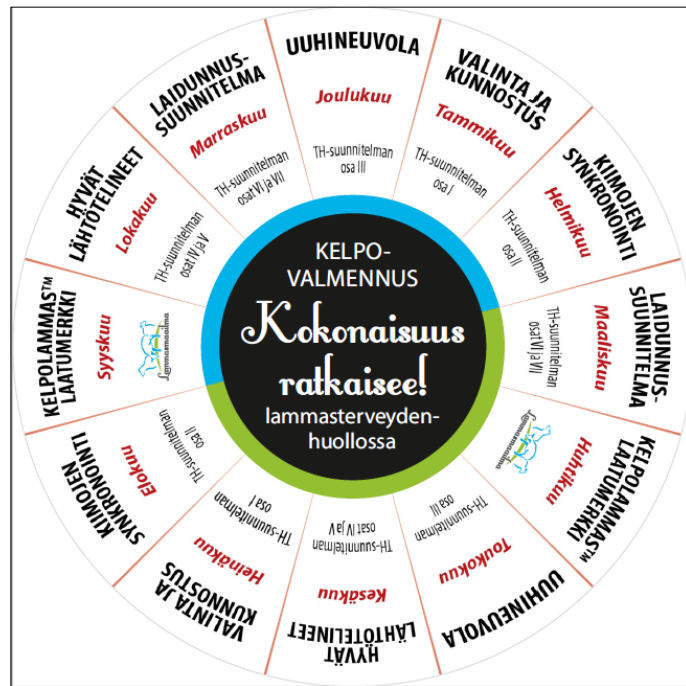 KELPO-
VALMENNUS
Kokonaisuus
ratkaisee!
lammasterveyden-
huollossa
UUHINEUVOLA
Joulukuu
TH-suunnitelman
osa III
VALINTA JA
KUNNOSTUS
Tammikuu
TH-suunnitelman
osa I
KIIMOJEN
SYNKRONOINTI
Helmikuu
TH-suunnitelman
osa II
LAIDUNNUS-
SUUNNITELMA
Maaliskuu
TH-suunnitelman
osat VI ja VII
KELPOLAMMAS™
LAATUMERKKI
Huhtikuu
Lammasmaailma
UUHINEUVOLA
Toukokuu
TH-suunnitelman
osa III
HYVÄT
LÄHTÖTELINEET
Kesäkuu
TH-suunnitelman
osat IV ja V
VALINTA JA
KUNNOSTUS
Heinäkuu
TH-suunnitelman
osa I
KIIMOJEN
SYNKRONOINTI
Elokuu
TH-suunnitelman
osa II
KELPOLAMMAS™
LAATUMERKKI
Syyskuu
Lammasmaailma
HYVÄT
LÄHTÖTELINEET
Lokakuu
TH-suunnitelman
osat IV ja V
LAIDUNNUS-
SUUNNITELMA
Marraskuu
TH-suunnitelman
osat VI ja VII